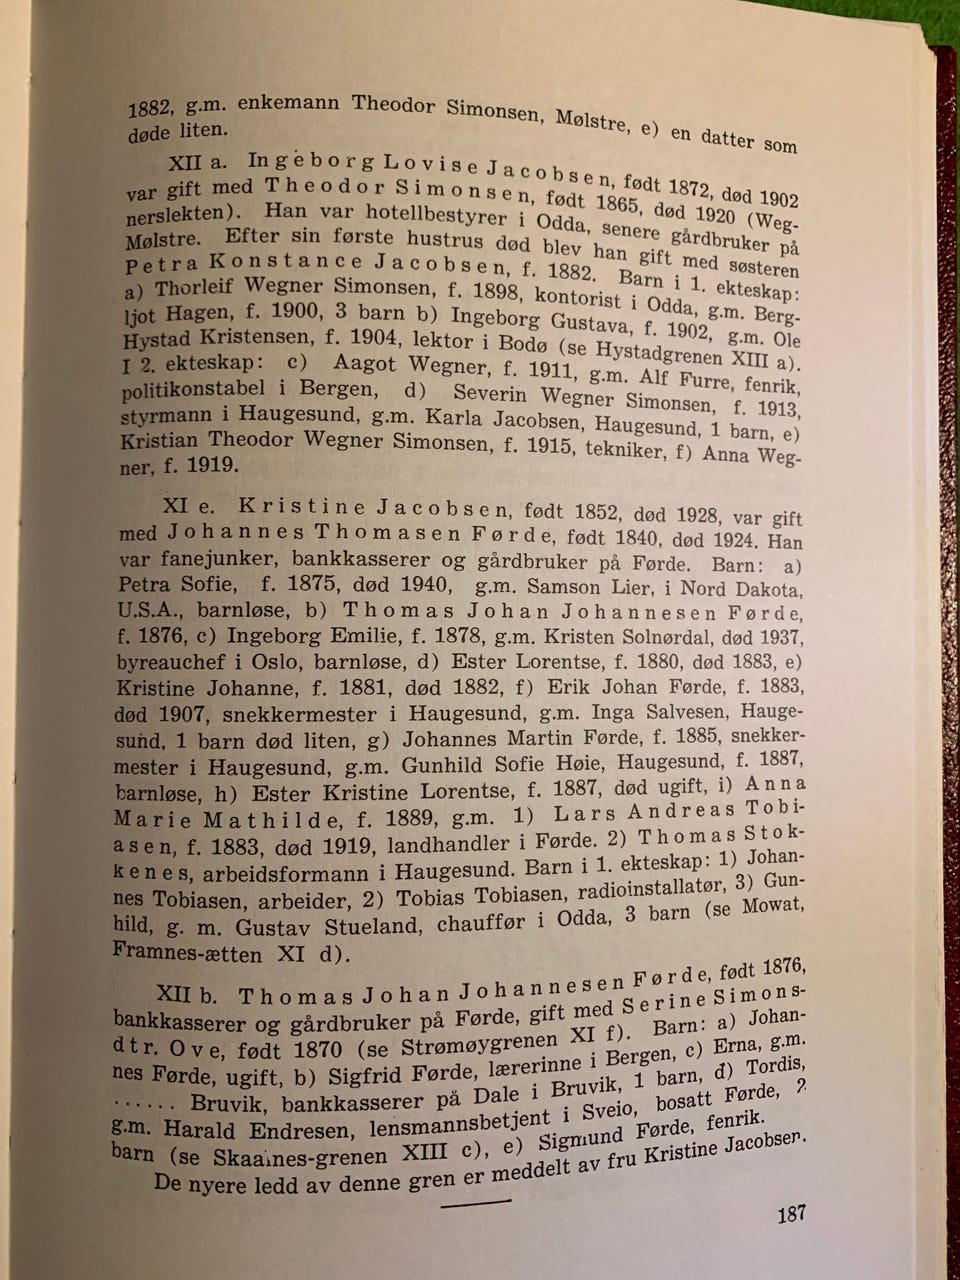 1882, g.m. enkemann Theodor Simonsen, Mølstre, e) en datter som
døde liten.
XII a. Ingeborg Lovise Jacobsen, født 1872, død 1902
var gift med Theodor Simonsen, født 1865, død 1920 (Weg-
nerslekten). Han var hotellbestyrer i Odda, senere gårdbruker på
Mølstre. Efter sin første hustrus død blev han gift med søsteren
Petra Konstance Jacobsen, f. 1882. Barn i 1. ekteskap:
a) Thorleif Wegner Simonsen, f. 1898, kontorist i Odda, g.m. Berg-
ljot Hagen, f. 1900, 3 barn b) Ingeborg Gustava, f. 1902, g.m. Ole
Hystad Kristensen, f. 1904, lektor i Bodø (se Hystadgrenen XIII a).
I 2. ekteskap: c) Aagot Wegner, f. 1911, g.m. Alf Furre, fenrik,
politikonstabel i Bergen, d) Severin Wegner Simonsen, f. 1913,
styrmann i Haugesund, g.m. Karla Jacobsen, Haugesund, 1 barn, e)
Kristian Theodor Wegner Simonsen, f. 1915, tekniker, f) Anna Weg-
ner, f. 1919.
XI e. Kristine Jacobsen, født 1852, død 1928, var gift
med Johannes Thomasen Førde, født 1840, død 1924. Han
var fanejunker, bankkasserer og gårdbruker på Førde. Barn: a)
Petra Sofie, f. 1875, død 1940, g.m. Samson Lier, i Nord Dakota,
U.S.A., barnløse, b) Thomas Johan Johannesen Førde,
f. 1876, c) Ingeborg Emilie, f. 1878, g.m. Kristen Solnørdal, død 1937,
byreauchef i Oslo, barnløse, d) Ester Lorentse, f. 1880, død 1883, e)
Kristine Johanne, f. 1881, død 1882, f) Erik Johan Førde, f. 1883,
død 1907, snekkermester i Haugesund, g.m. Inga Salvesen, Hauge-
sund, 1 barn død liten, g) Johannes Martin Førde, f. 1885, snekker-
mester i Haugesund, g.m. Gunhild Sofie Høie, Haugesund, f. 1887,
barnløse, h) Ester Kristine Lorentse, f. 1887, død ugift, i) Anna
Marie Mathilde, f. 1889, g.m. 1) Lars Andreas Tobi-
asen, f. 1883, død 1919, landhandler i Førde. 2) Thomas Stok-
kenes, arbeidsformann i Haugesund. Barn i 1. ekteskap: 1) Johan-
nes Tobiasen, arbeider, 2) Tobias Tobiasen, radioinstallatør, 3) Gun-
hild, g. m. Gustav Stueland, chauffør i Odda, 3 barn (se Mowat,
Framnes-ætten XI d).
XII b. Thomas Johan Johannesen Førde, født 1876,
bankkasserer og gårdbruker på Førde, gift med Serine Simons-
dtr. Ove, født 1870 (se Strømøygrenen XI f). Barn: a) Johan-
nes Førde, ugift, b) Sigfrid Førde, lærerinne i Bergen, c) Erna, g.m.
...... Bruvik, bankkasserer på Dale i Bruvik, 1 barn, d) Tordis,
g.m. Harald Endresen, lensmannsbetjent i Sveio, bosatt Førde, 2
barn (se Skaanes-grenen XIII c), e) Sigmund Førde, fenrik.
De nyere ledd av denne gren er meddelt av fru Kristine Jacobsen.
187